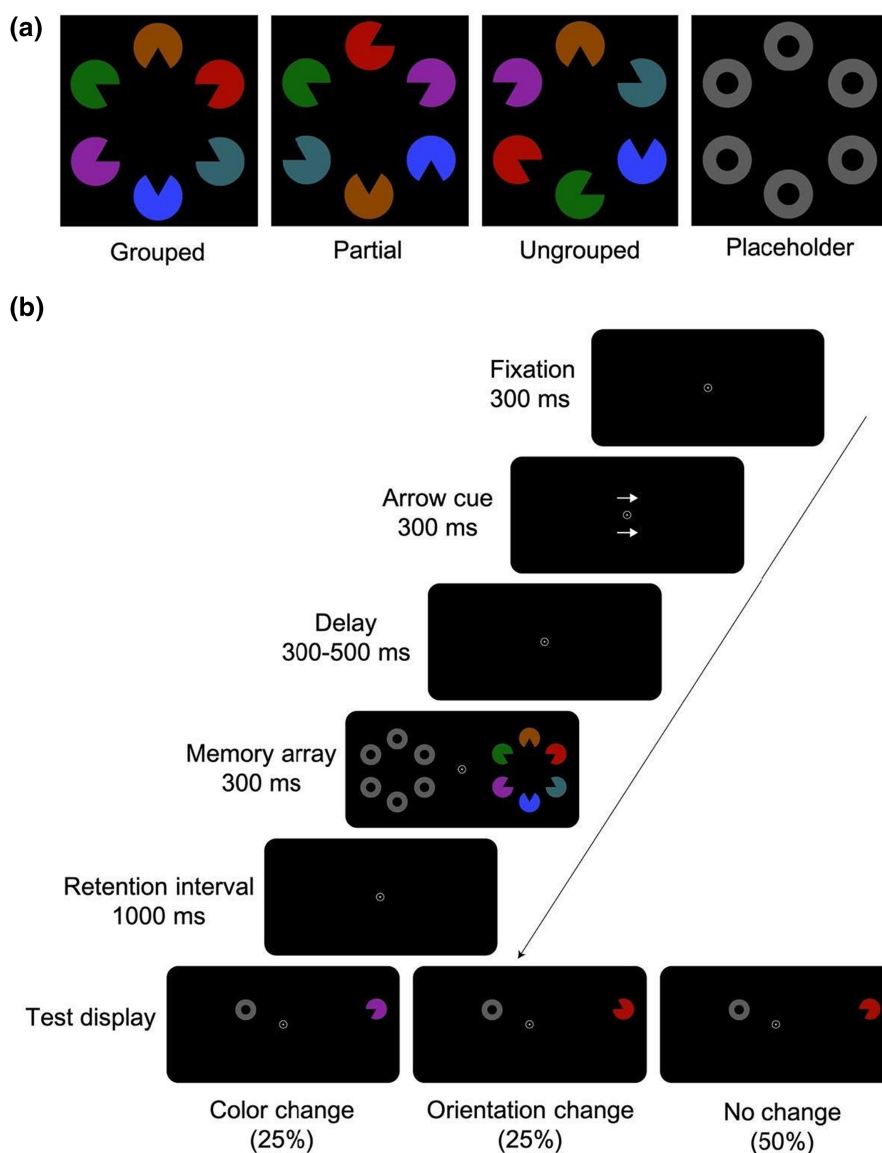 (a)
Grouped
Partial
Ungrouped
Placeholder
(b)
Fixation
300 ms
Arrow cue
300 ms
Delay
300-500 ms
Memory array
300 ms
Retention interval
1000 ms
Test display
Color change
(25%)
Orientation change
(25%)
No change
(50%)